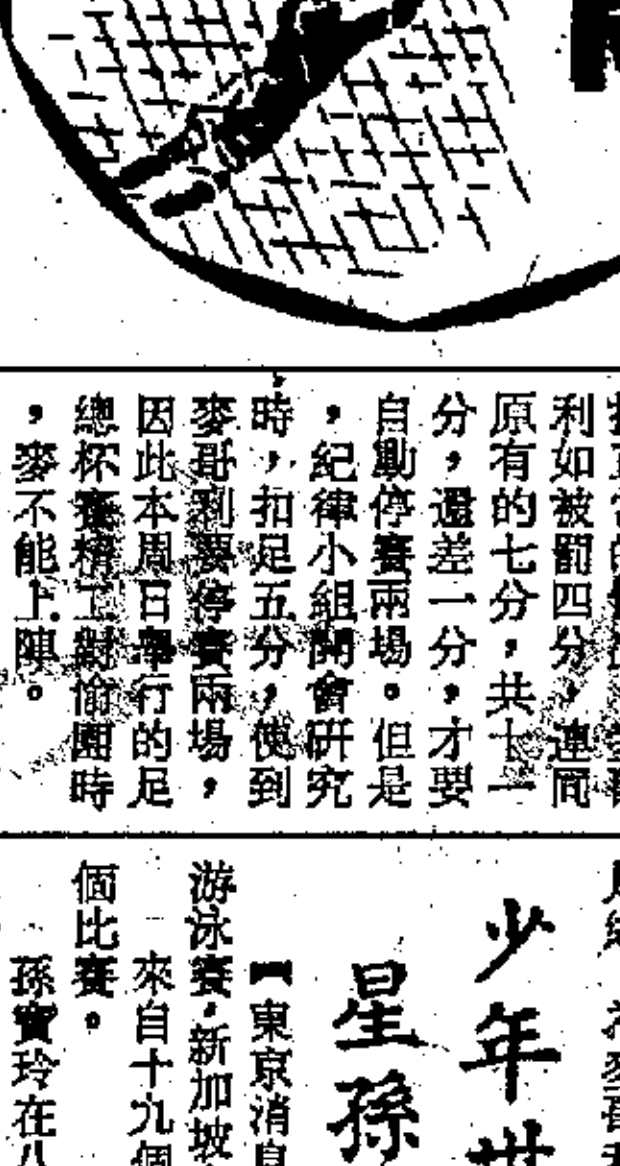 利如被罰四分，連同
原有的七分，共十一
分，還差一分，才要
自動停賽兩場。但是
，紀律小組開會研究
時，扣足五分，使到
麥哥利要停賽兩場，
因此本周日舉行的足
總杯賽精工對愉園時
，麥不能上陣。
少年世
星孫
【東京消息
游泳賽，新加坡
來自十九個
個比賽。
孫寶玲在八